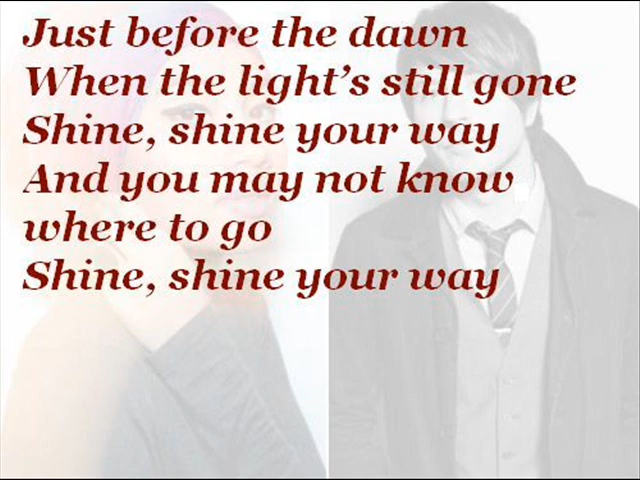 Just before the dawn
When the light’s still gone
Shine, shine your way
And you may not know
where to go
Shine, shine your way